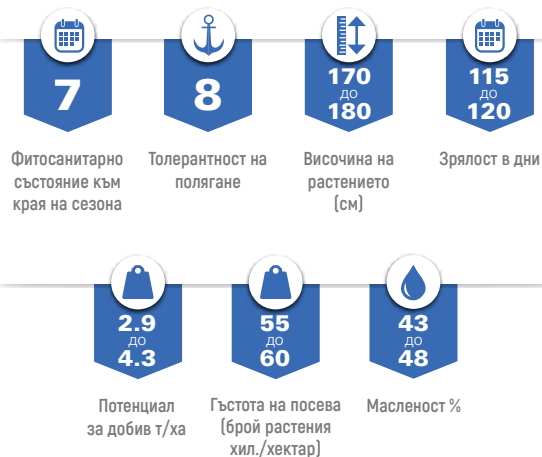 7
Фитосанитарно
състояние към
края на сезона
8
Толерантност на
полягане
170
ДО
180
Височина на
растението
(см)
115
ДО
120
Зрялост в дни
2.9
ДО
4.3
Потенциал
за добив т/ха
55
ДО
60
Гъстота на посева
(брой растения
хил./хектар)
43
ДО
48
Масленост %